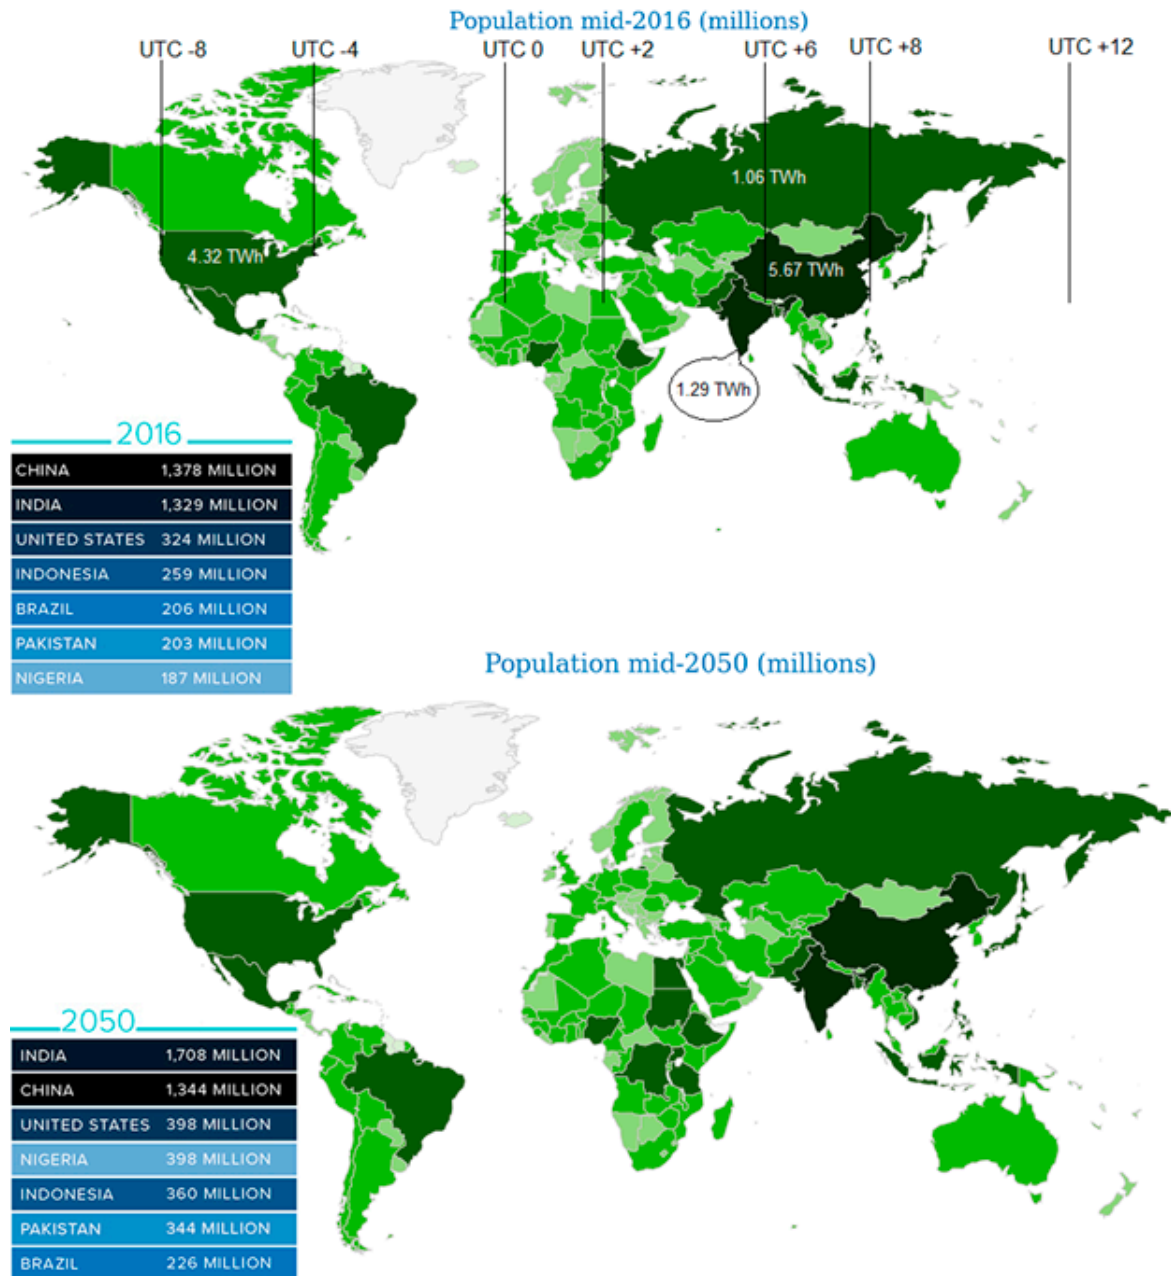 Population mid-2016 (millions)
UTC -8 UTC -4 UTC 0 UTC +2 UTC +6 UTC +8 UTC +12
1.06 TWh
4.32 TWh
5.67 TWh
1.29 TWh
2016
CHINA 1,378 MILLION
INDIA 1,329 MILLION
UNITED STATES 324 MILLION
INDONESIA 259 MILLION
BRAZIL 206 MILLION
PAKISTAN 203 MILLION
NIGERIA 187 MILLION
Population mid-2050 (millions)
2050
INDIA 1,708 MILLION
CHINA 1,344 MILLION
UNITED STATES 398 MILLION
NIGERIA 398 MILLION
INDONESIA 360 MILLION
PAKISTAN 344 MILLION
BRAZIL 226 MILLION